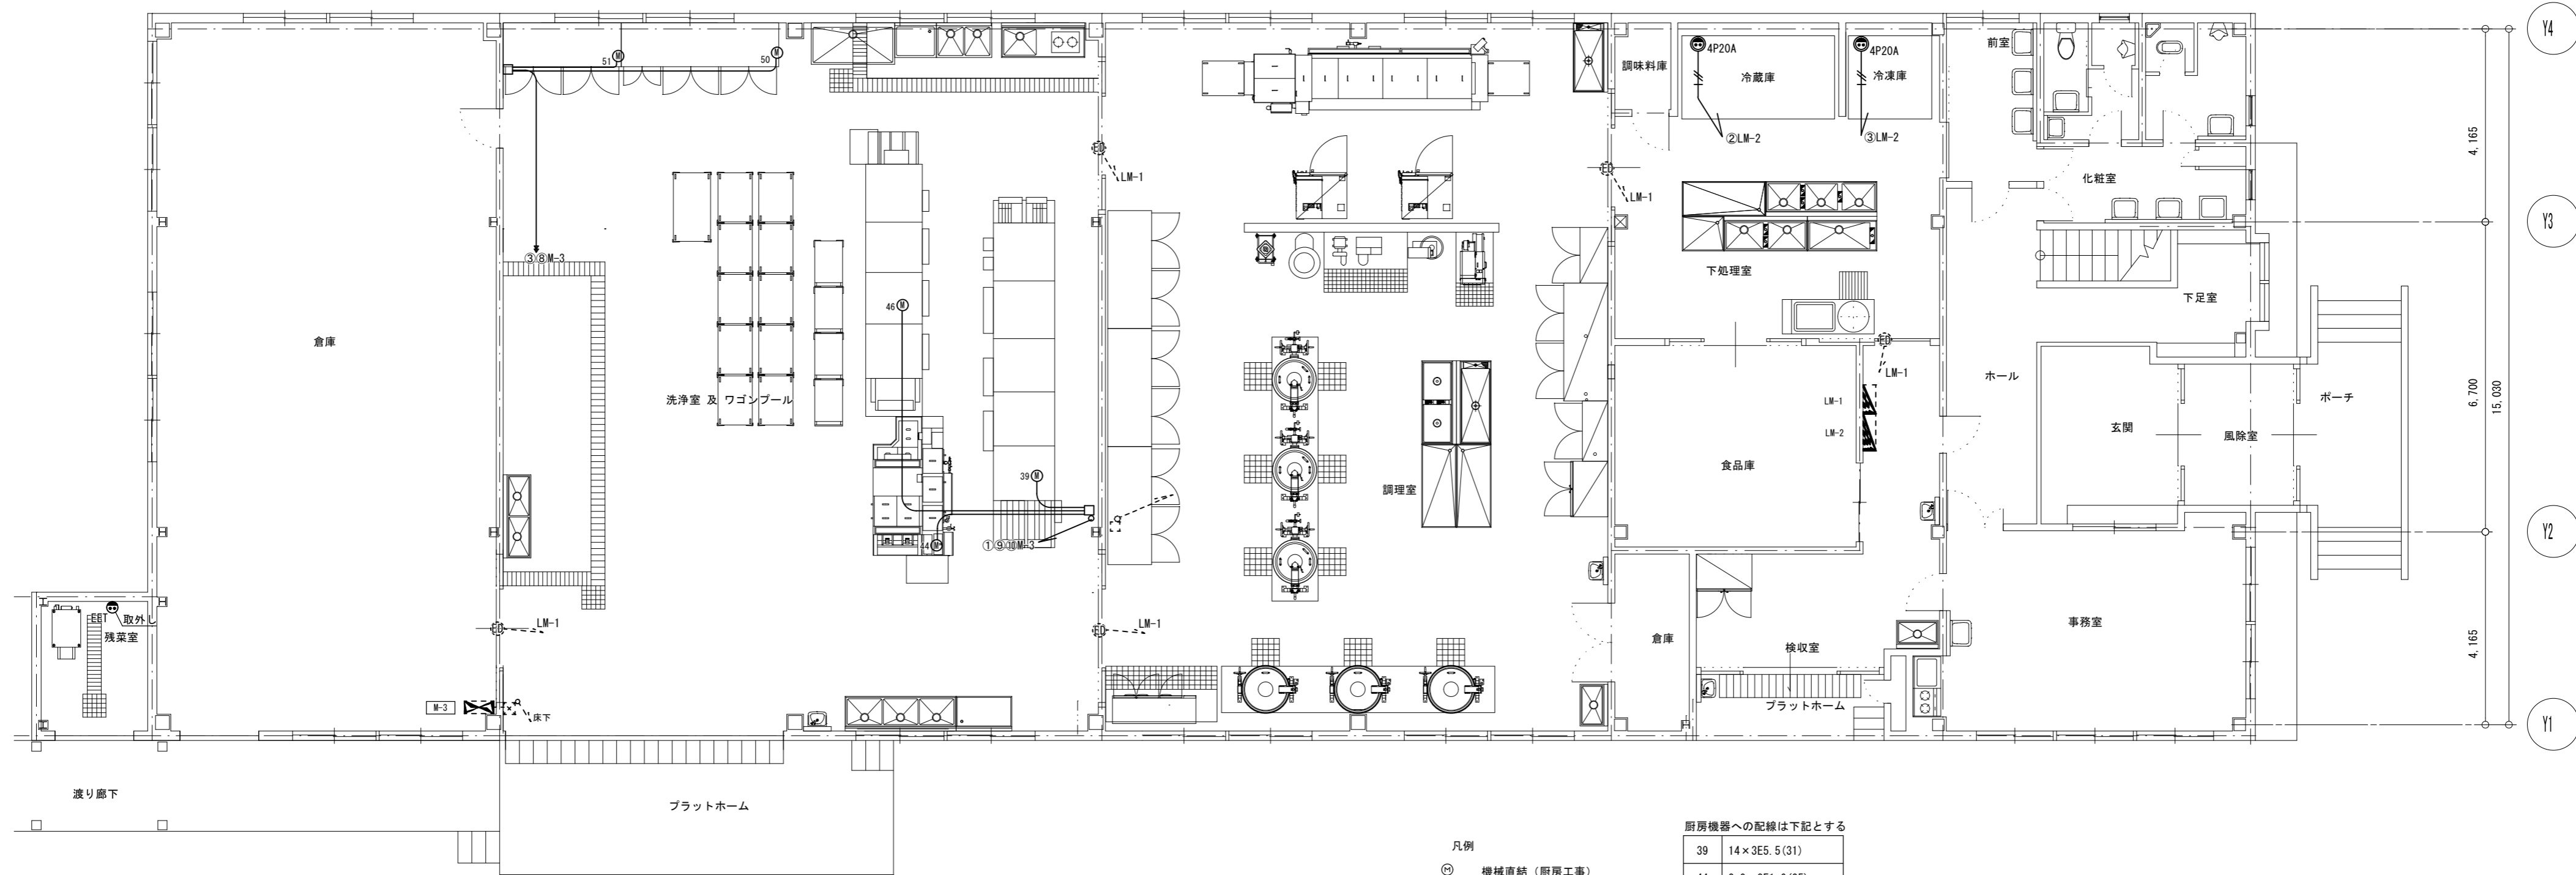 Y4
前室
51 M
50 M
4P20A
4P20A
調味料庫
冷蔵庫
冷凍庫
②LM-2
③LM-2
4,165
LM-1
LM-1
化粧室
Y3
③⑧M-3
下処理室
下足室
46 M
倉庫
LM-1
ホール
ポーチ
6,700
15,030
洗浄室 及 ワゴンプール
LM-1
LM-2
玄関
風除室
食品庫
39 M
調理室
44 M
①⑨⑩M-3
Y2
EET 取外し
残菜室
LM-1
LM-1
事務室
倉庫
検収室
4,165
M-3
床下
プラットホーム
Y1
渡り廊下
プラットホーム
凡例
厨房機器への配線は下記とする
39 14×3E5.5(31)
M 機械直結(厨房工事)